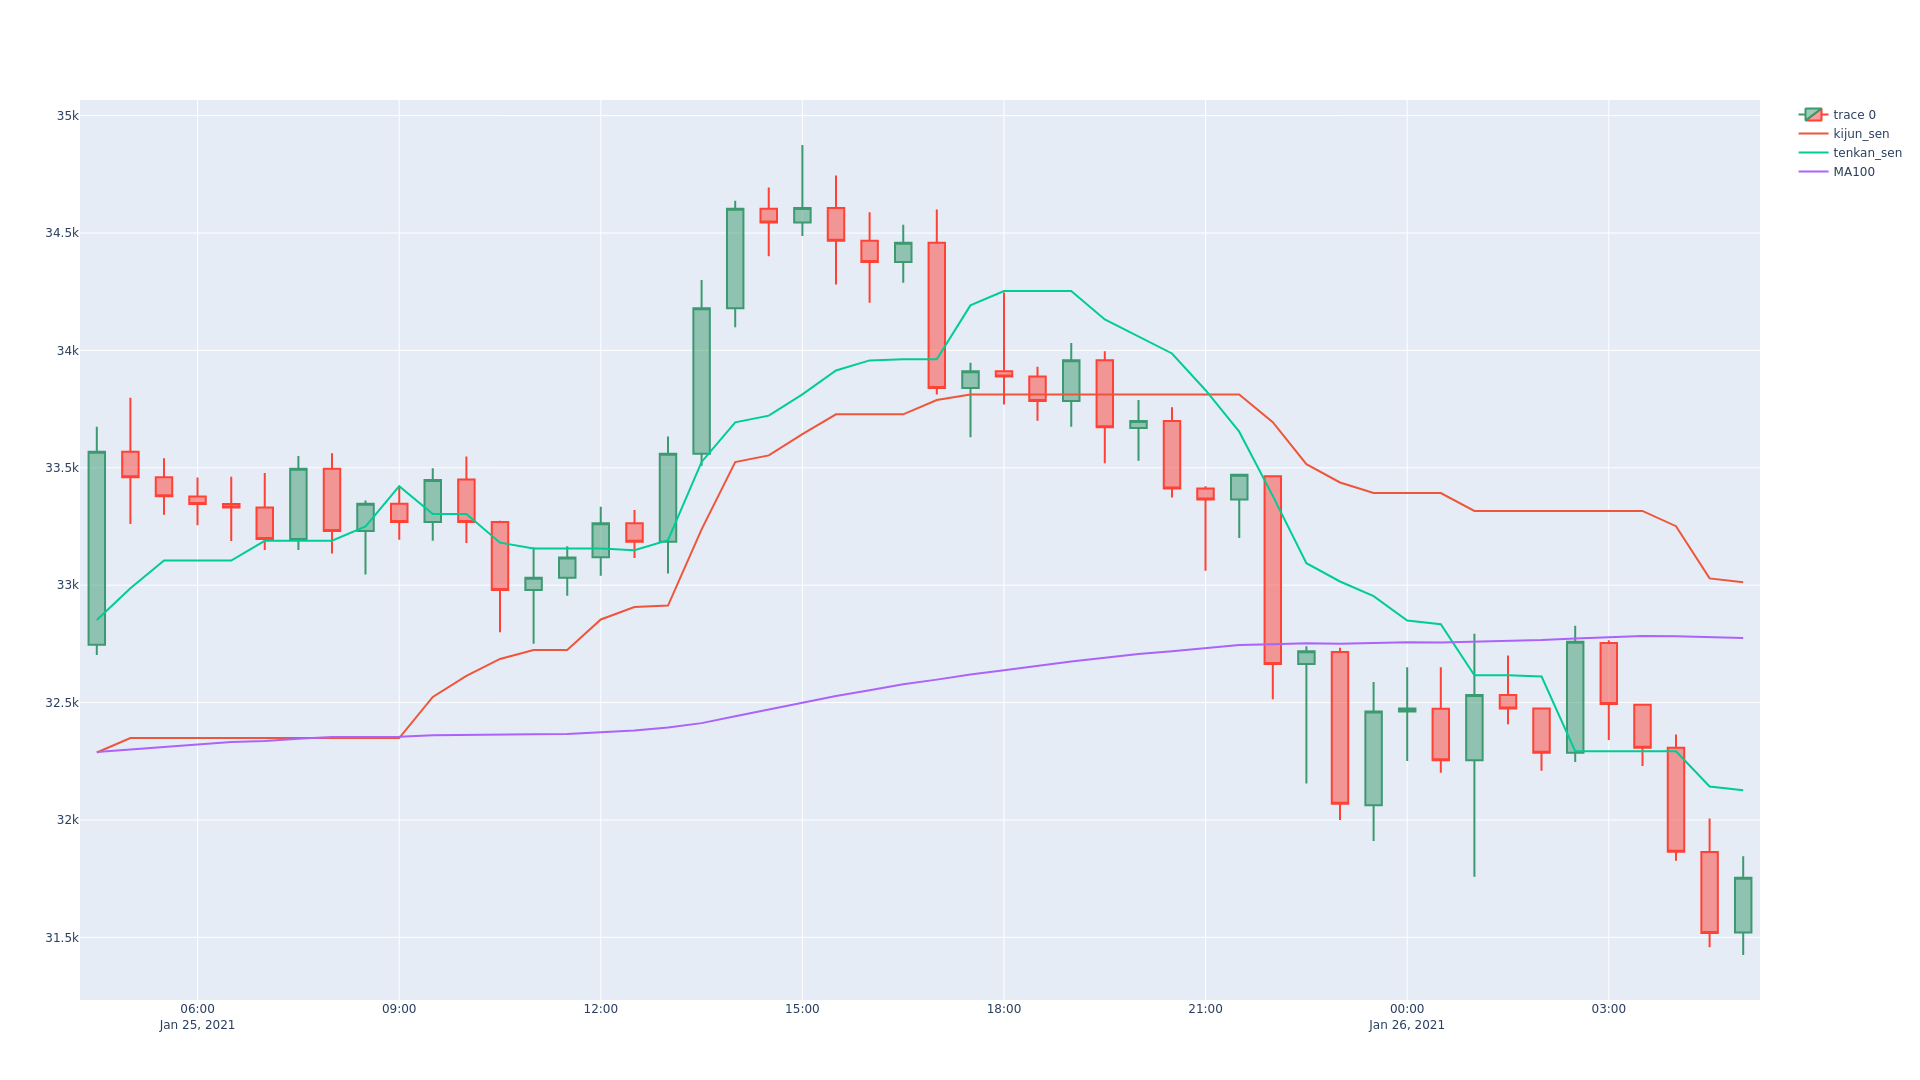 35k
34.5k
34k
33.5k
33k
32.5k
32k
31.5k
06:00
Jan 25, 2021
09:00
12:00
15:00
18:00
21:00
00:00
Jan 26, 2021
03:00
trace 0
kijun_sen
tenkan_sen
MA100